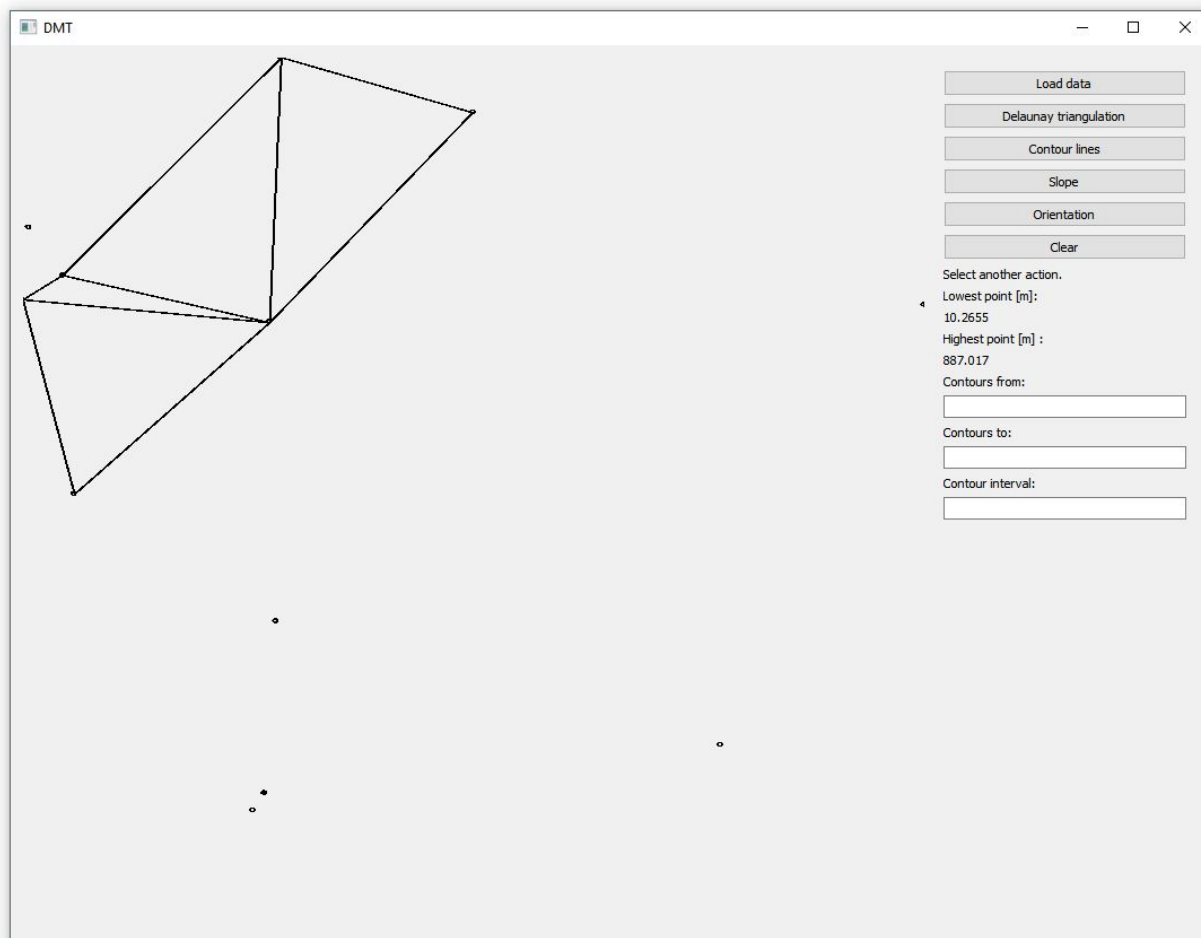 DMT
Load data
Delaunay triangulation
Contour lines
Slope
Orientation
Clear
Select another action.
Lowest point [m]:
10.2655
Highest point [m] :
887.017
Contours from:
Contours to:
Contour interval: